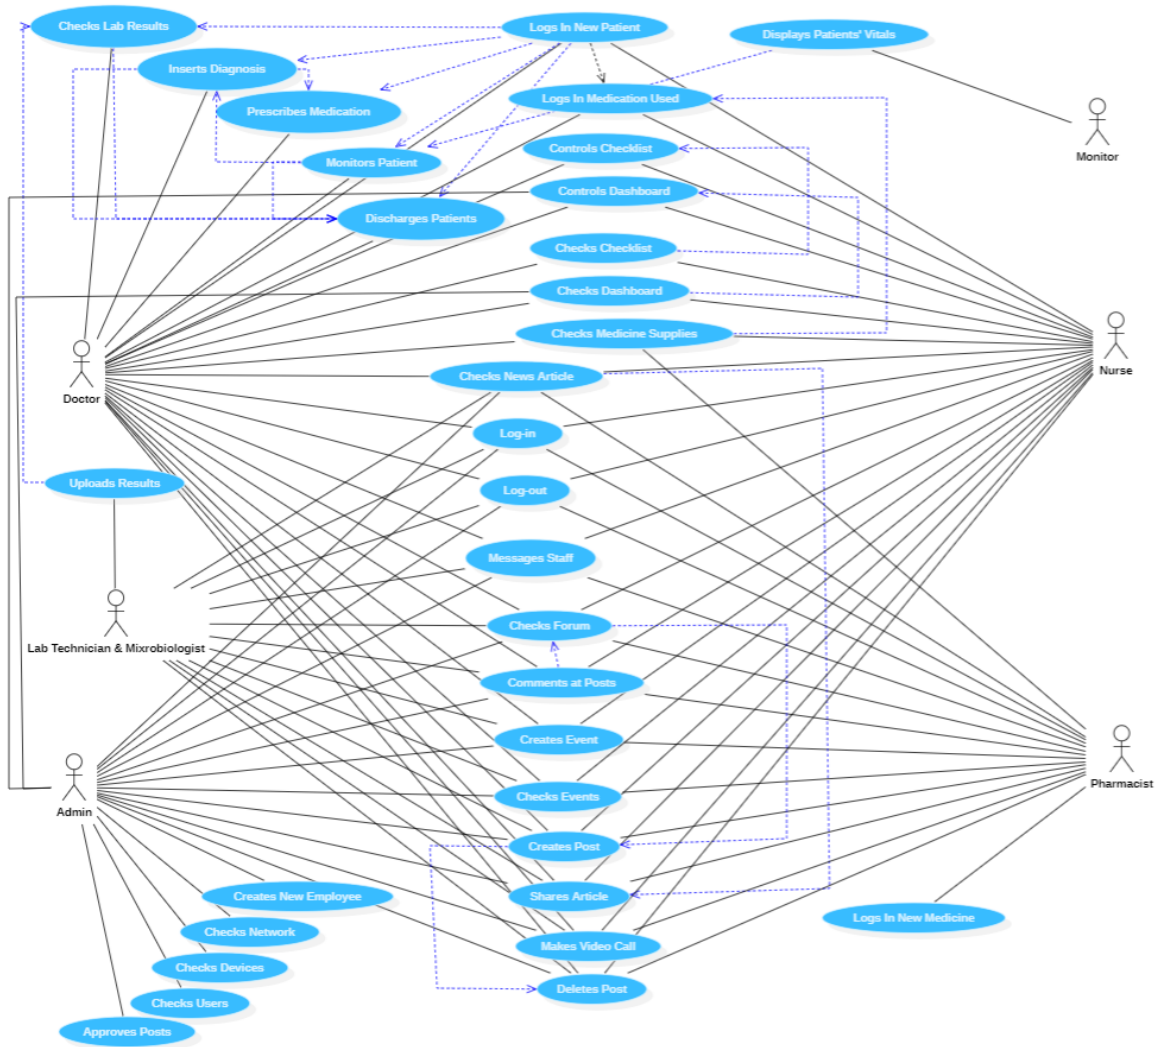 Checks Lab Results
Logs In New Patient
Displays Patients' Vitals
Inserts Diagnosis
Logs In Medication Used
Prescribes Medication
Controls Checklist
Monitor
Monitors Patient
Controls Dashboard
Discharges Patients
Checks Checklist
Checks Dashboard
Checks Medicine Supplies
Nurse
Checks News Article
Doctor
Log-in
Uploads Results
Log-out
Messages Staff
Checks Forum
Lab Technician & Mixrobiologist
Comments at Posts
Creates Event
Pharmacist
Checks Events
Admin
Creates Post
Creates New Employee
Shares Article
Logs In New Medicine
Checks Network
Makes Video Call
Checks Devices
Deletes Post
Checks Users
Approves Posts